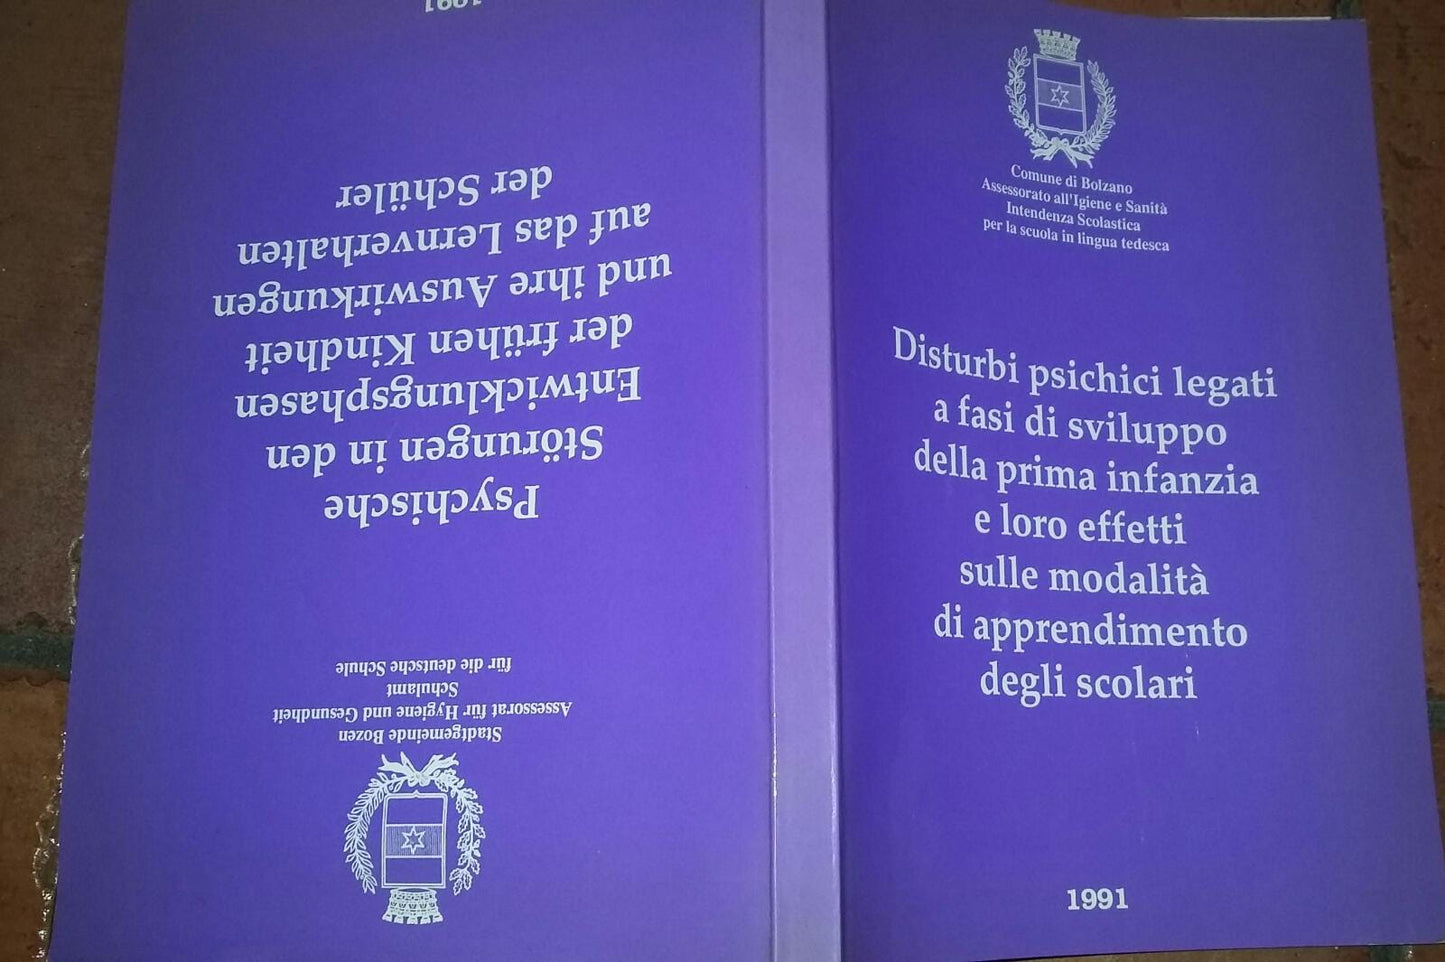 Comune di Bolzano
Assessorato all'Igiene e Sanità
Intendenza Scolastica
per la scuola in lingua tedesca
Disturbi psichici legati
a fasi di sviluppo
della prima infanzia
e loro effetti
sulle modalità
di apprendimento
degli scolari
1991
Stadtgemeinde Bozen
Assessorat für Hygiene und Gesundheit
Schulamt
für die deutsche Schule
Psychische
Störungen in den
Entwicklungsphasen
der frühen Kindheit
und ihre Auswirkungen
auf das Lernverhalten
der Schüler
1991